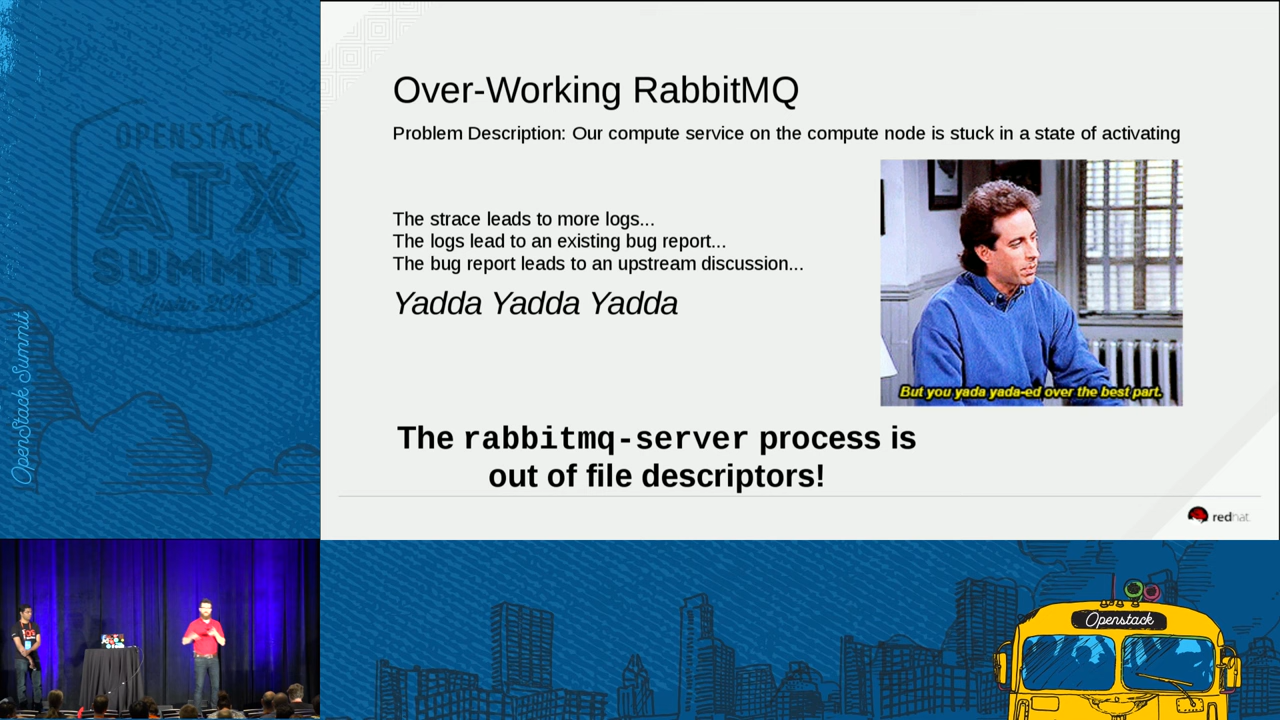 OPENSTACK
ATX
SUMMIT
OpenStack Summit
Over-Working RabbitMQ
Problem Description: Our compute service on the compute node is stuck in a state of activating
The strace leads to more logs...
The logs lead to an existing bug report...
The bug report leads to an upstream discussion...
Yadda Yadda Yadda
But you yada yada-ed over the best part.
The rabbitmq-server process is
out of file descriptors!
redhat.
Openstack